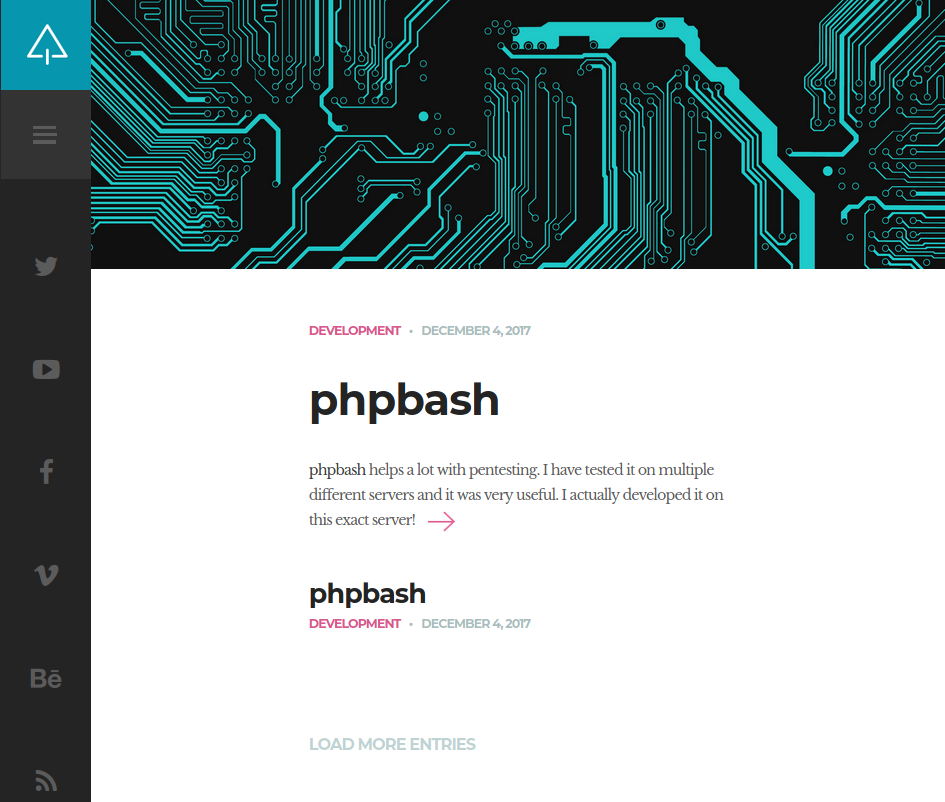 DEVELOPMENT • DECEMBER 4, 2017
phpbash
phpbash helps a lot with pentesting. I have tested it on multiple
different servers and it was very useful. I actually developed it on
this exact server!
phpbash
DEVELOPMENT • DECEMBER 4, 2017
Bē
LOAD MORE ENTRIES